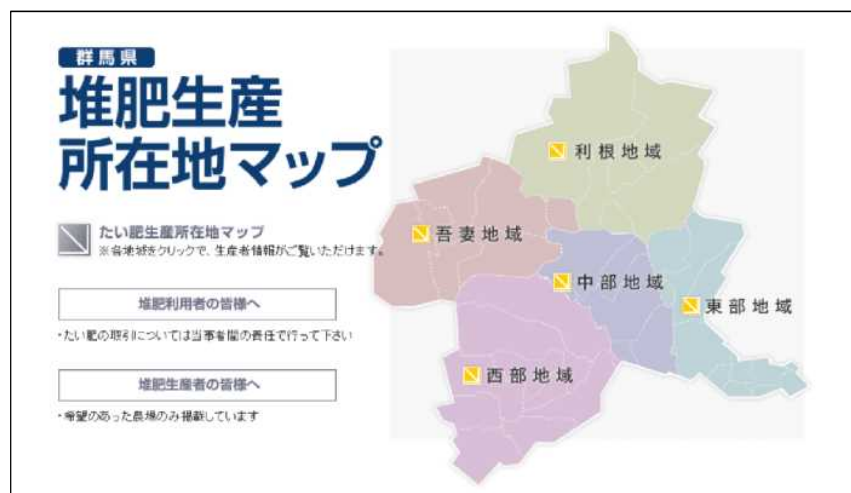 群馬県
堆肥生産
所在地マップ
たい肥生産所在地マップ
※各地域をクリックで、生産者情報がご覧いただけます。
堆肥利用者の皆様へ
・たい肥の取引については当事者間の責任で行って下さい
堆肥生産者の皆様へ
・希望のあった農場のみ掲載しています
利根地域
吾妻地域
中部地域
東部地域
西部地域